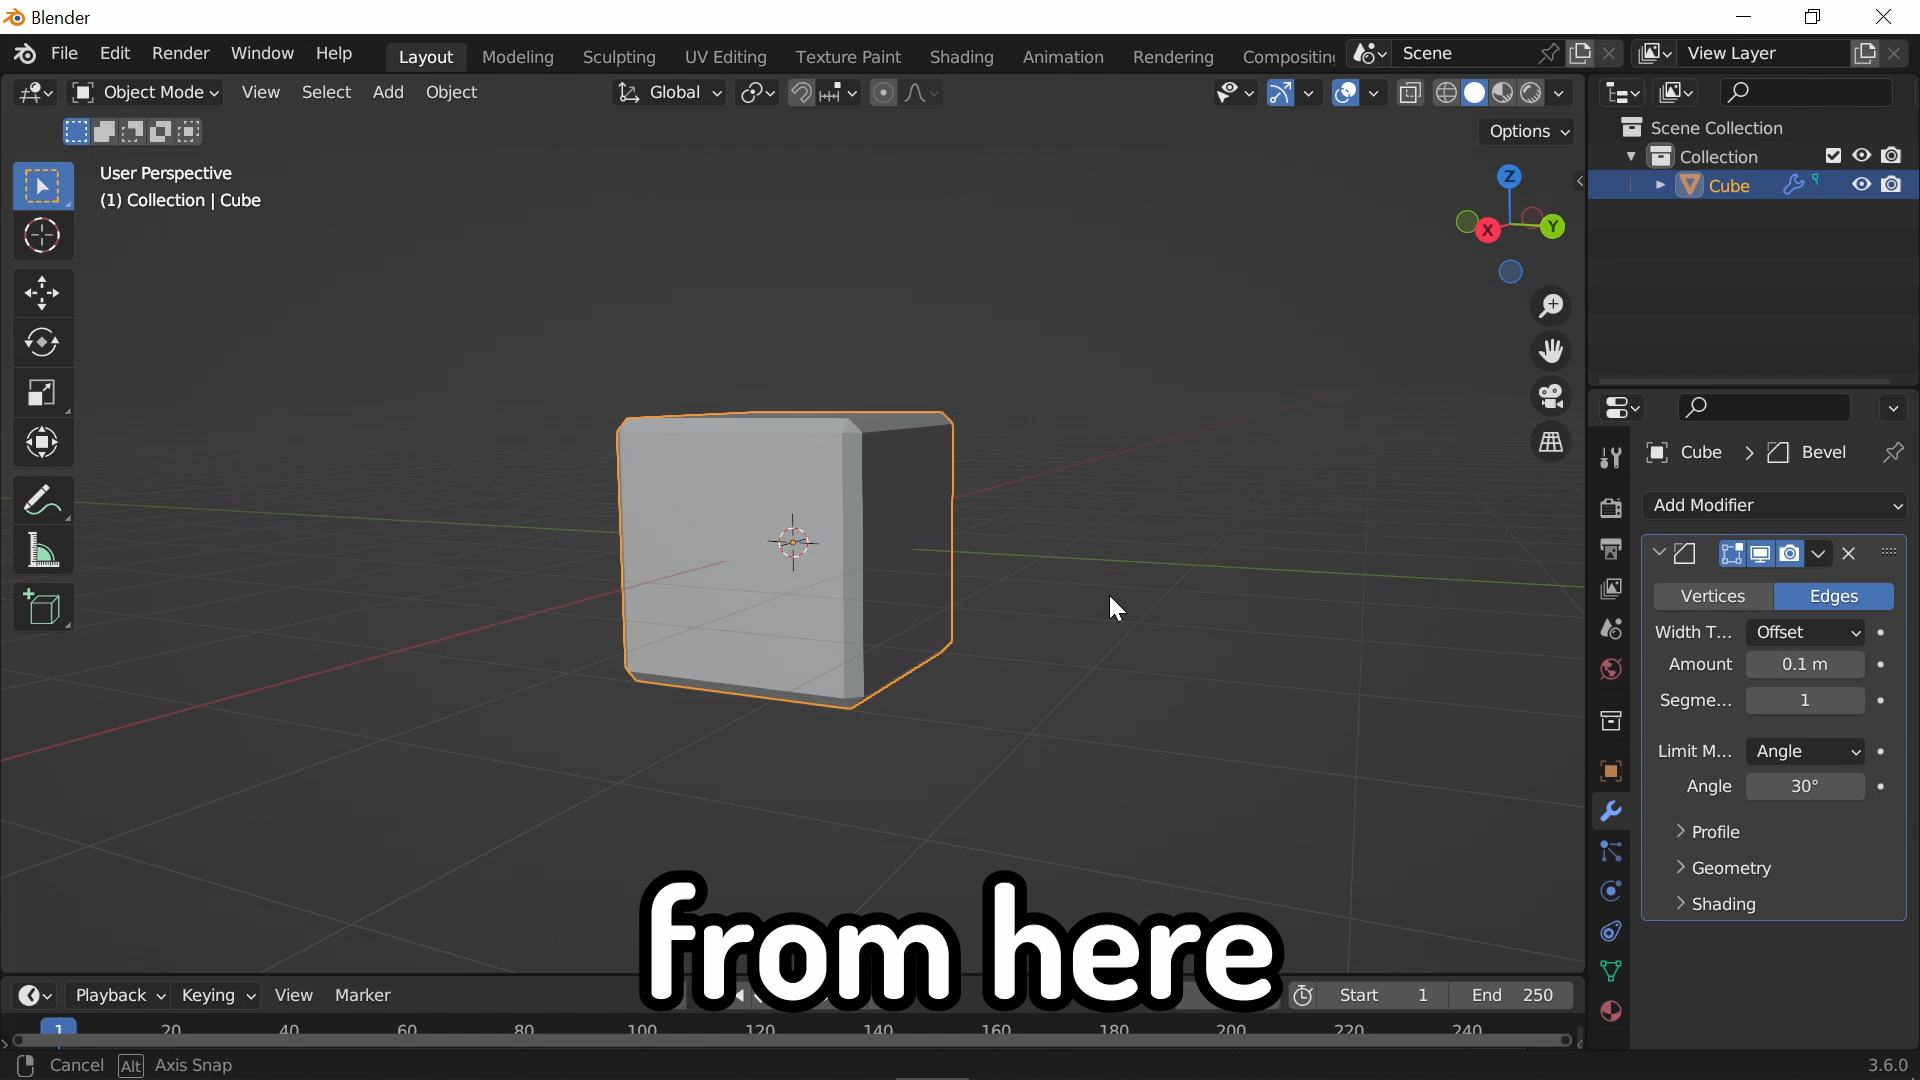 Blender
File Edit Render Window Help Layout Modeling Sculpting UV Editing Texture Paint Shading Animation Rendering Compositing Scene View Layer
Object Mode View Select Add Object Global
Options
User Perspective
(1) Collection | Cube
Z
Y
X
Scene Collection
Collection
Cube
Cube > Bevel
Add Modifier
Vertices Edges
Width T... Offset
Amount 0.1 m
Segme... 1
Limit M... Angle
Angle 30°
Profile
Geometry
Shading
from here
Playback Keying View Marker Start 1 End 250
1 20 40 60 80 100 120 140 160 180 200 220 240
Cancel Alt Axis Snap 3.6.0